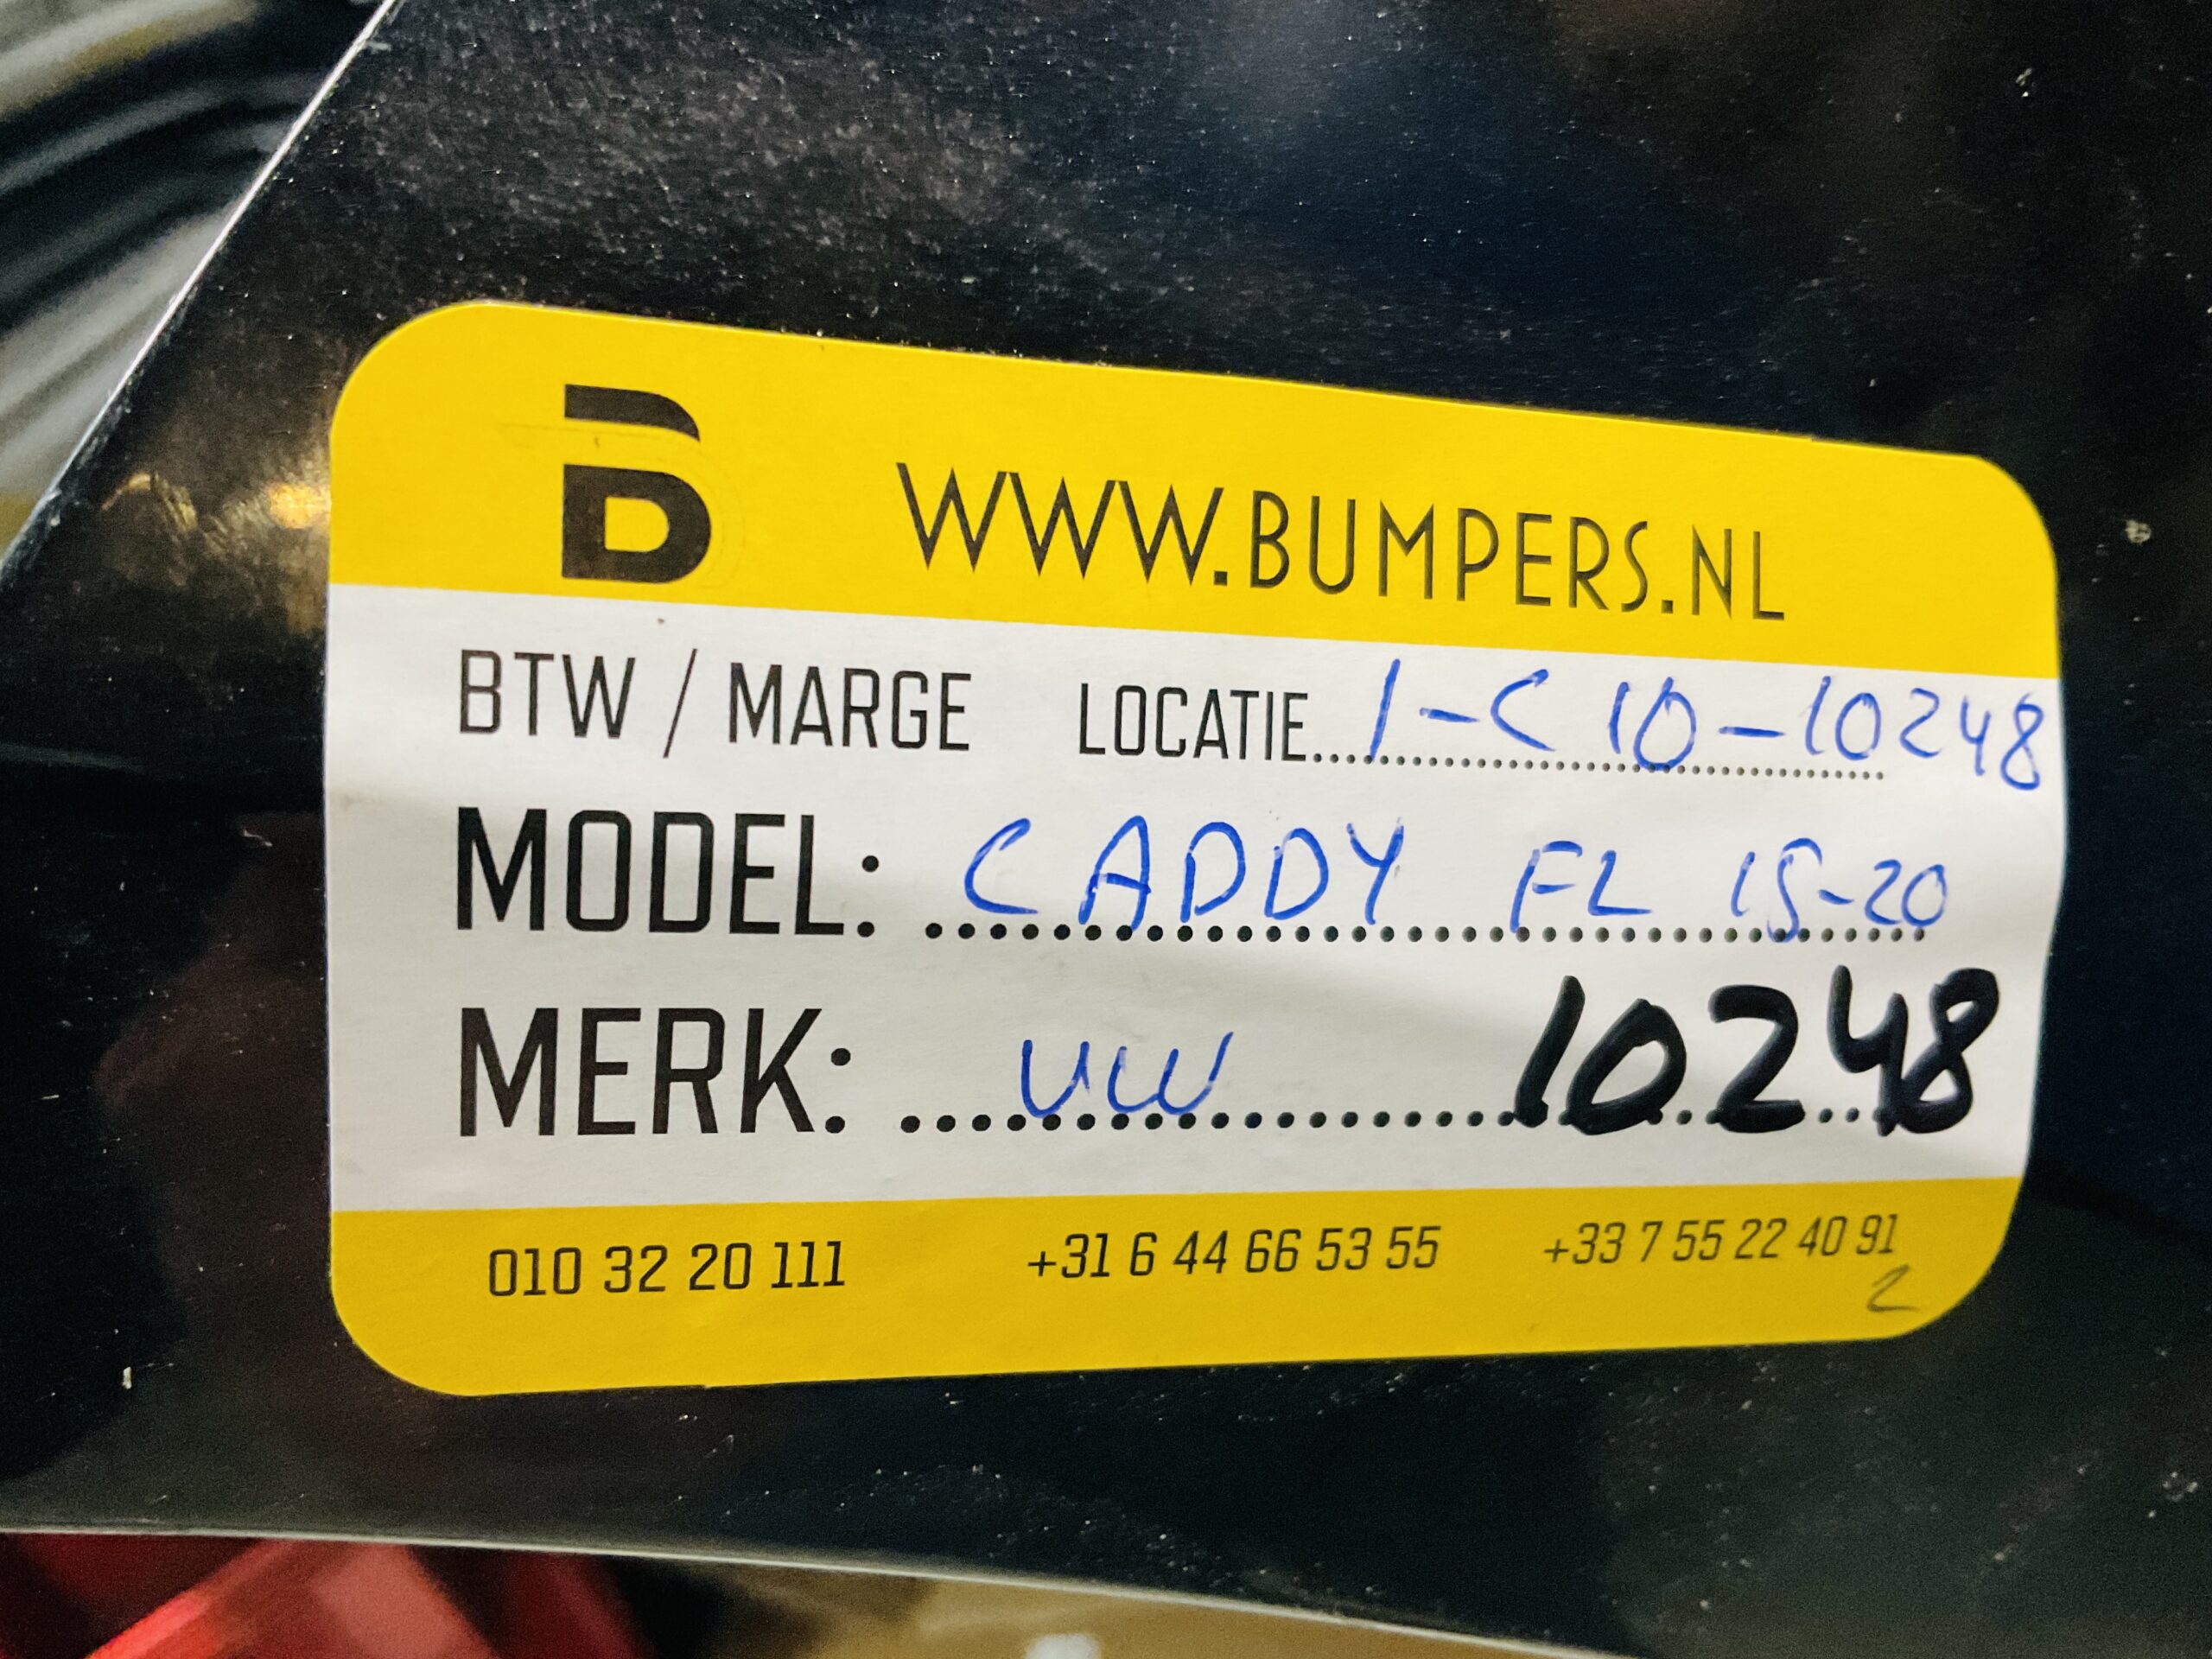 B WWW.BUMPERS.NL
BTW / MARGE LOCATIE... 1-C 10-10248
MODEL: CADDY FL 15-20
MERK: VW 10248
010 32 20 111 +31 6 44 66 53 55 +33 7 55 22 40 91
2